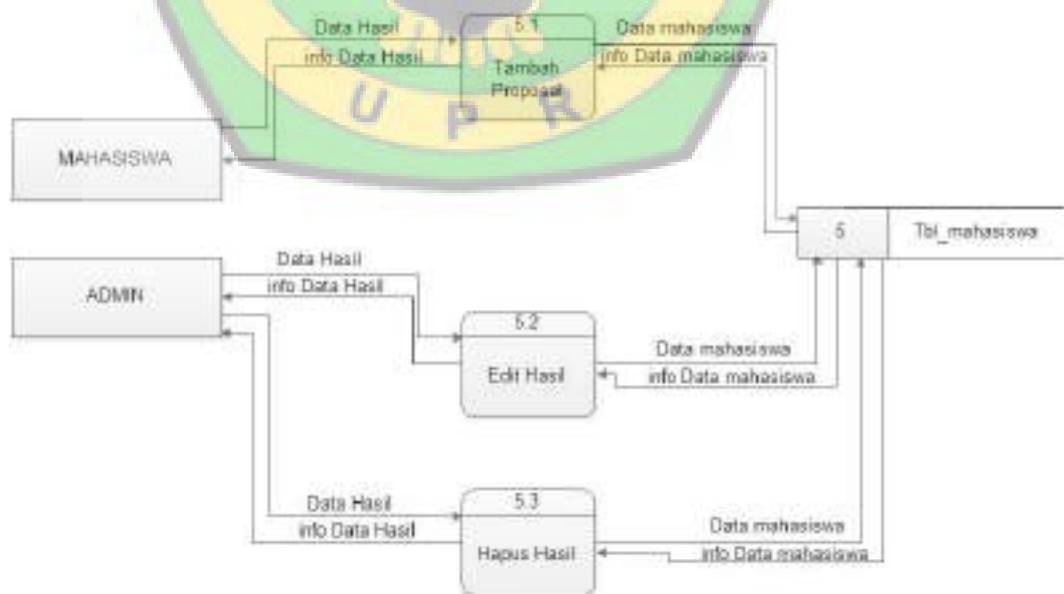 Data Hasil
info Data Hasil
5.1
Tambah
Proposal
Data mahasiswa
info Data mahasiswa
U P R
MAHASISWA
5
Tbl_mahasiswa
ADMIN
Data Hasil
info Data Hasil
5.2
Edit Hasil
Data mahasiswa
info Data mahasiswa
Data Hasil
info Data Hasil
5.3
Hapus Hasil
Data mahasiswa
info Data mahasiswa